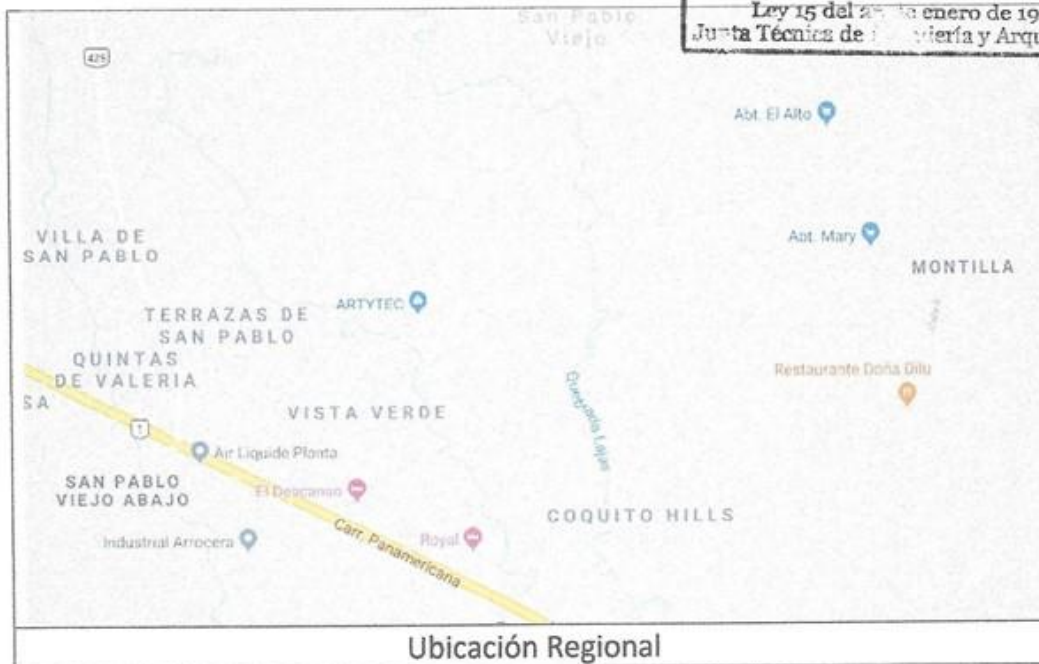 Ley 15 del enero de 19
Junta Técnica de y Arqu
San Pablo
Viejo
425
Abt. El Alto
VILLA DE
SAN PABLO
Abt. Mary
MONTILLA
ARTYTEC
TERRAZAS DE
SAN PABLO
QUINTAS
DE VALERIA
Restaurante Doña Dilu
SA
VISTA VERDE
Quebrada Lajas
1
Air Liquide Planta
SAN PABLO
VIEJO ABAJO
El Descanso
COQUITO HILLS
Industrial Arrocera
Royal
Carr. Panamericana
Ubicación Regional